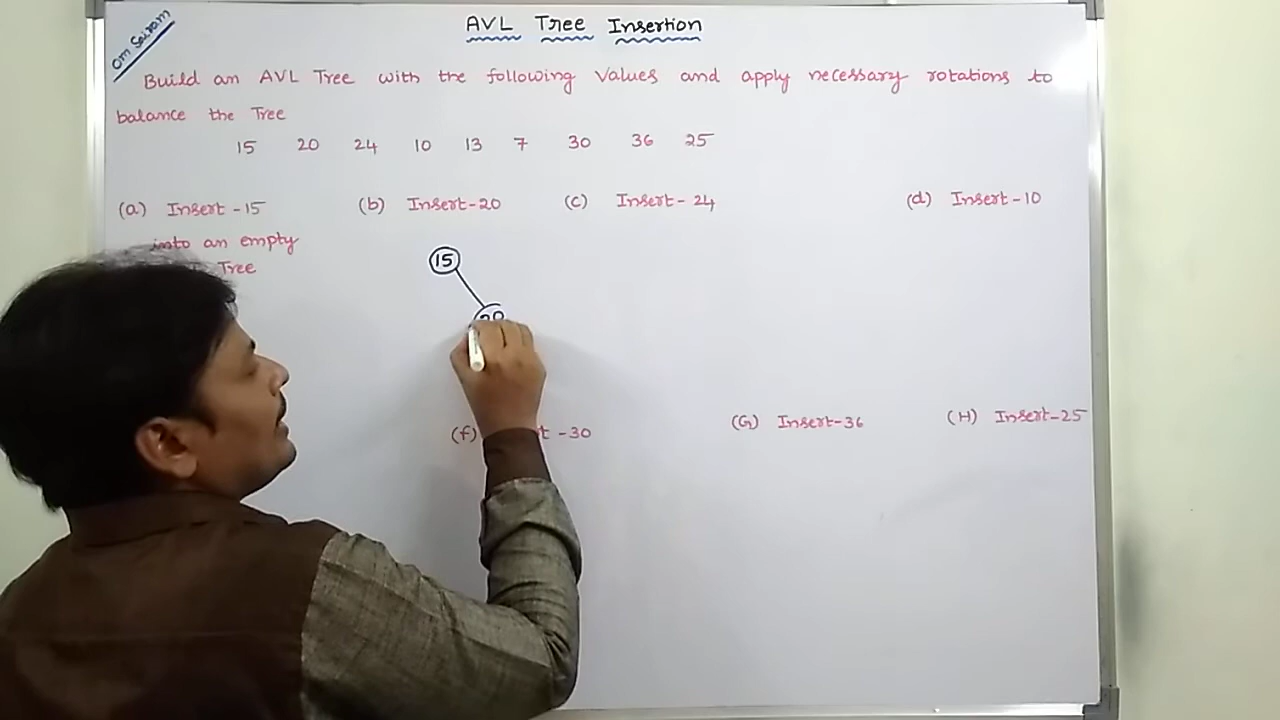 Om Sairam
AVL Tree Insertion
Build an AVL Tree with the following Values and apply necessary rotations to
balance the Tree
15 20 24 10 13 7 30 36 25
(a) Insert -15 (b) Insert-20 (c) Insert- 24 (d) Insert-10
into an empty
Tree
15
20
(f) -30 (G) Insert-36 (H) Insert-25